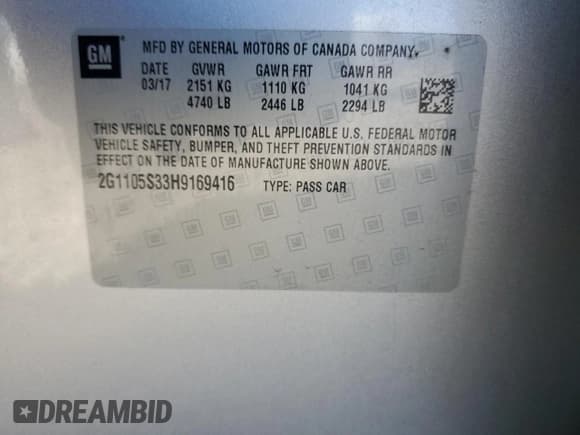 GM MFD BY GENERAL MOTORS OF CANADA COMPANY.
DATE GVWR GAWR FRT GAWR RR
03/17 2151 KG 1110 KG 1041 KG
4740 LB 2446 LB 2294 LB
THIS VEHICLE CONFORMS TO ALL APPLICABLE U.S. FEDERAL MOTOR
VEHICLE SAFETY, BUMPER, AND THEFT PREVENTION STANDARDS IN
EFFECT ON THE DATE OF MANUFACTURE SHOWN ABOVE.
2G1105S33H9169416 TYPE: PASS CAR
DREAMBID